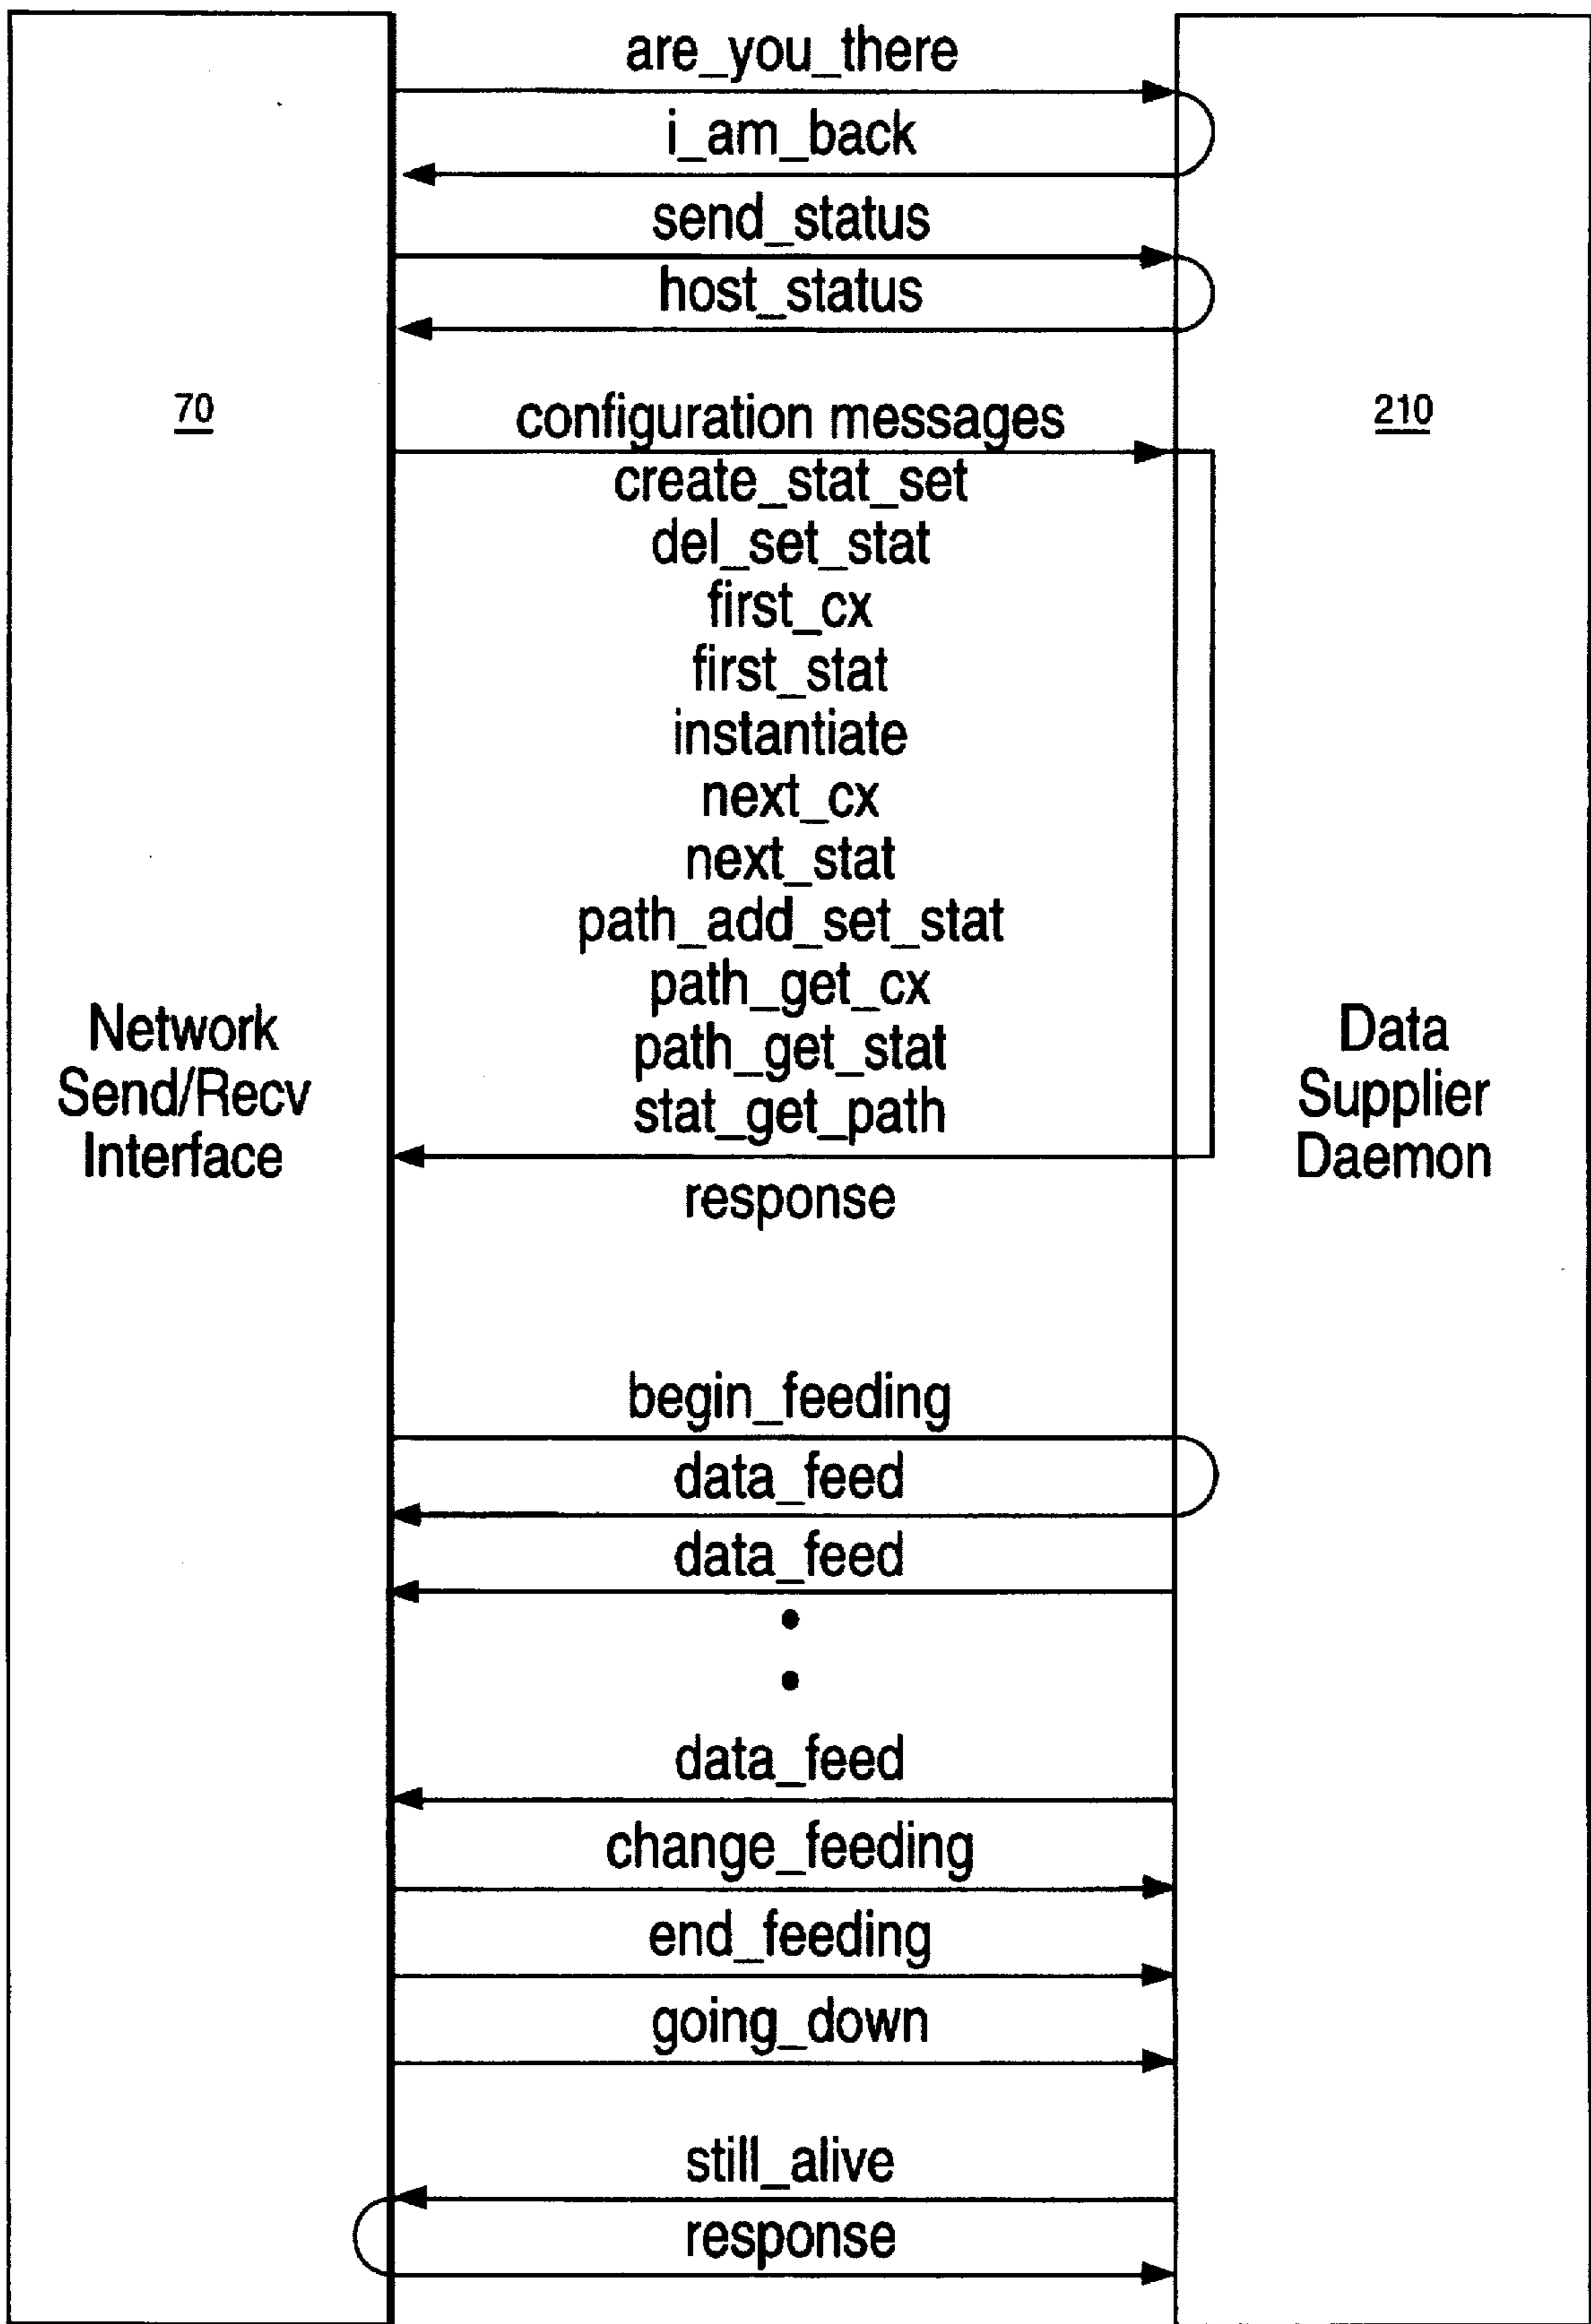 are_you_there
i_am_back
send_status
host_status
70
configuration messages
210
create_stat_set
del_set_stat
first_cx
first_stat
instantiate
next_cx
next_stat
path_add_set_stat
path_get_cx
path_get_stat
stat_get_path
Network
Send/Recv
Interface
Data
Supplier
Daemon
response
begin_feeding
data_feed
data_feed
data_feed
change_feeding
end_feeding
going_down
still_alive
response